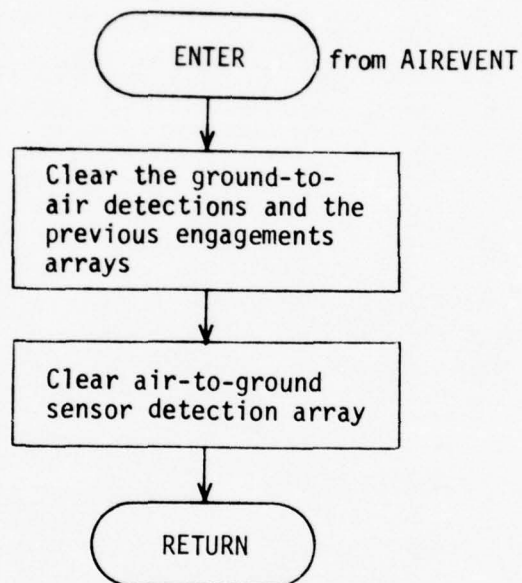 ENTER from AIREVENT
Clear the ground-to-
air detections and the
previous engagements
arrays
Clear air-to-ground
sensor detection array
RETURN